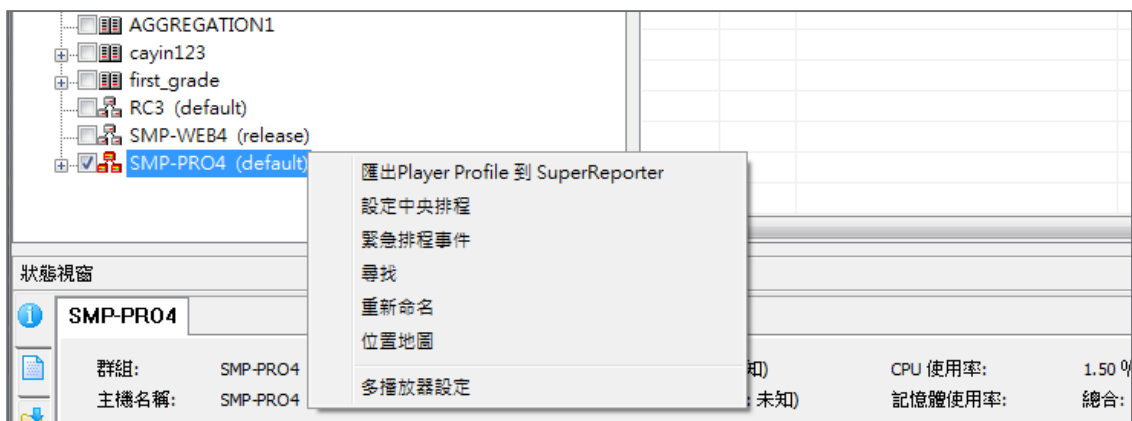 AGGREGATION1
cayin123
first_grade
RC3 (default)
SMP-WEB4 (release)
SMP-PRO4 (default)
匯出Player Profile 到 SuperReporter
設定中央排程
緊急排程事件
尋找
重新命名
位置地圖
多播放器設定
狀態視窗
SMP-PRO4
群組: SMP-PRO4 知) CPU 使用率: 1.50 %
主機名稱: SMP-PRO4 : 未知) 記憶體使用率: 總合: